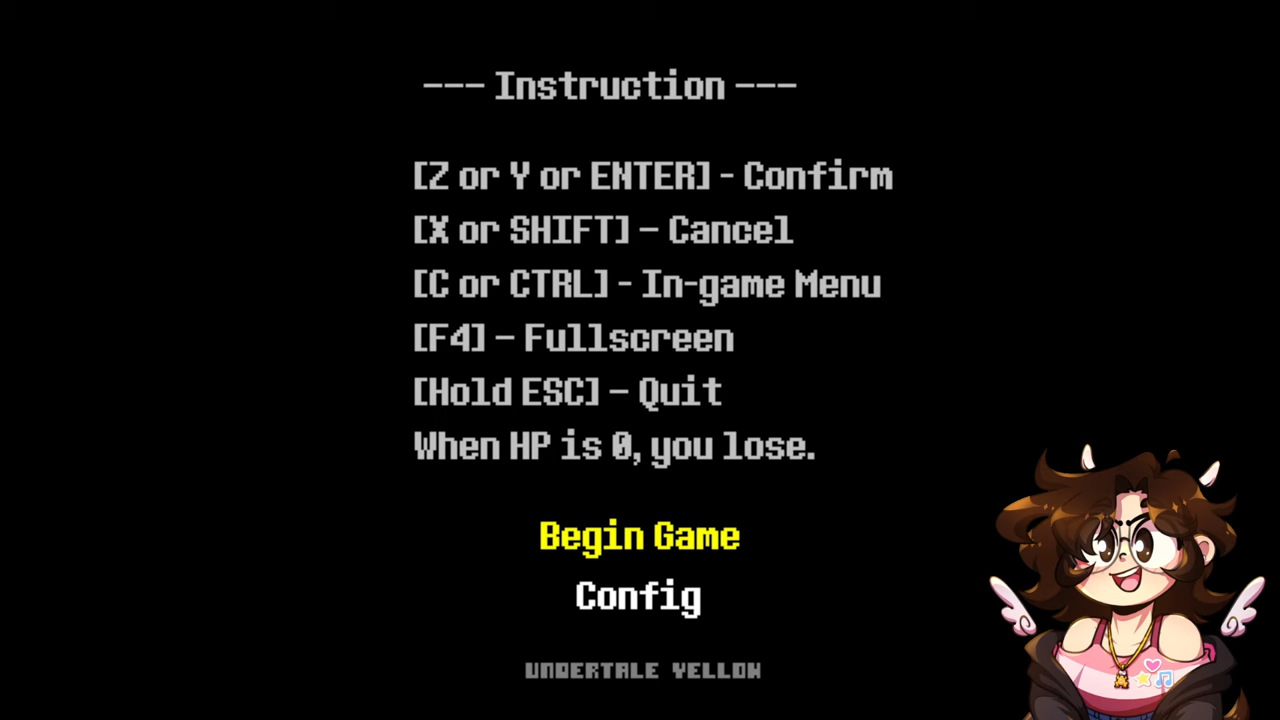 --- Instruction ---
[Z or Y or ENTER] - Confirm
[X or SHIFT] - Cancel
[C or CTRL] - In-game Menu
[F4] - Fullscreen
[Hold ESC] - Quit
When HP is 0, you lose.
Begin Game
Config
UNDERTALE YELLOW